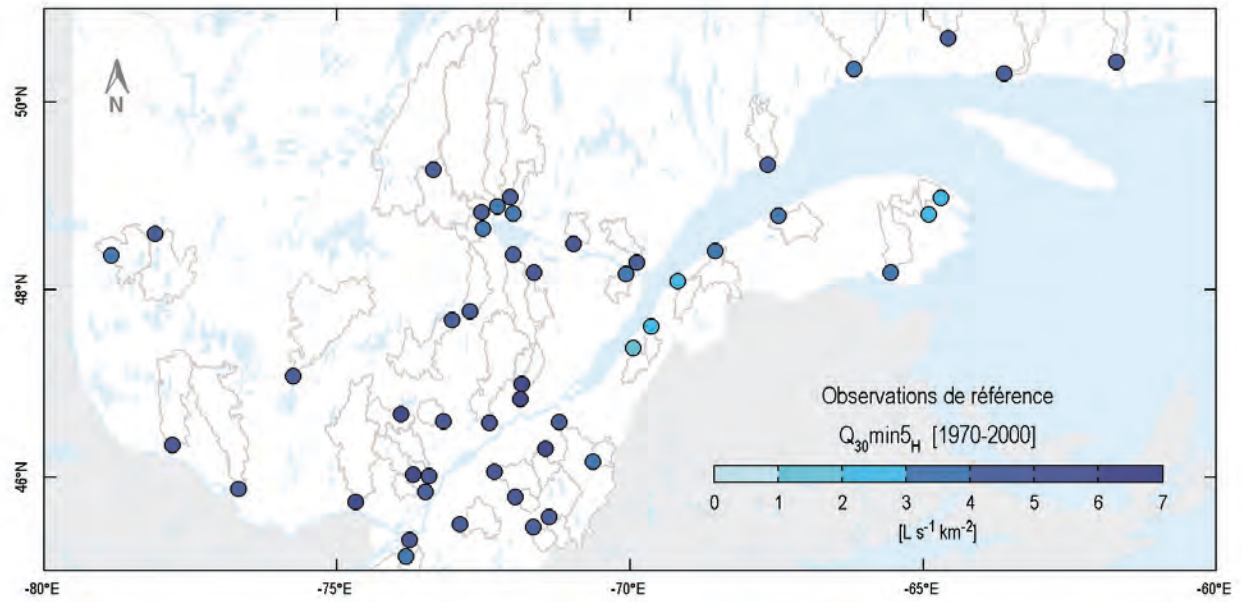 50°N
48°N
46°N
N
Observations de référence
Q30min5H [1970-2000]
0 1 2 3 4 5 6 7
[L s-1 km-2]
-80°E -75°E -70°E -65°E -60°E